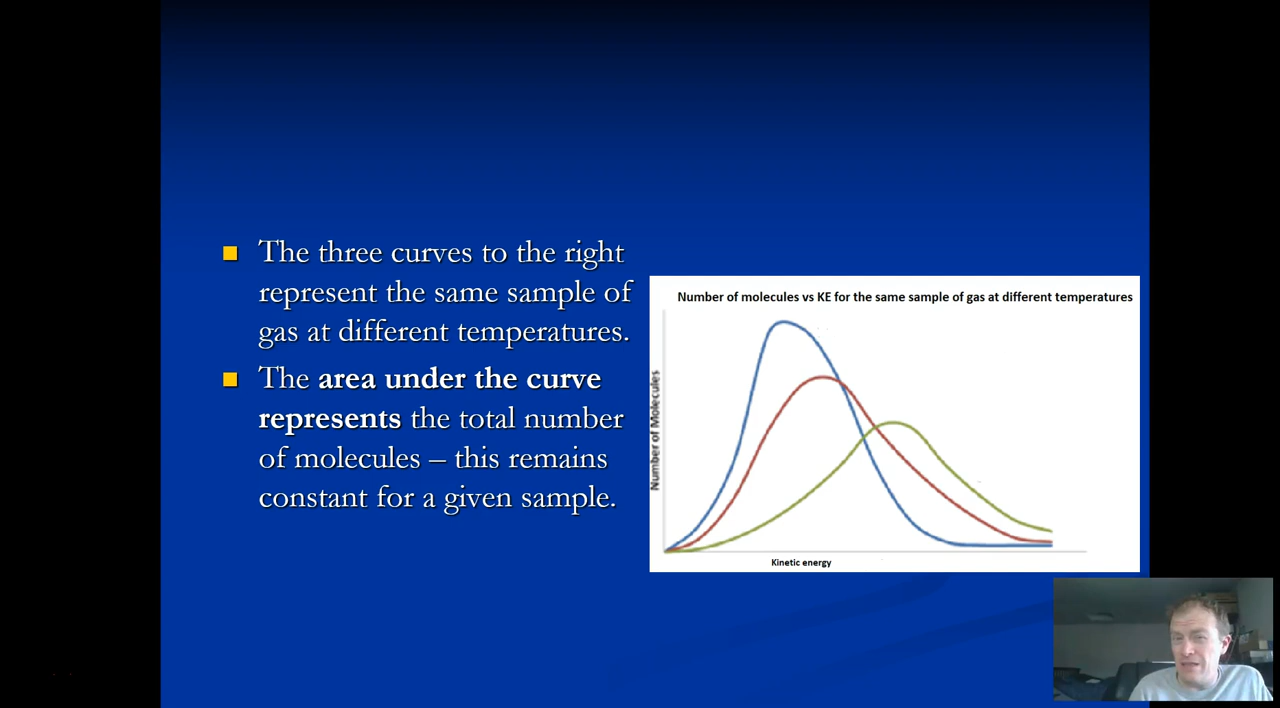 The three curves to the right
represent the same sample of
gas at different temperatures.
The area under the curve
represents the total number
of molecules – this remains
constant for a given sample.
Number of molecules vs KE for the same sample of gas at different temperatures
Number of Molecules
Kinetic energy